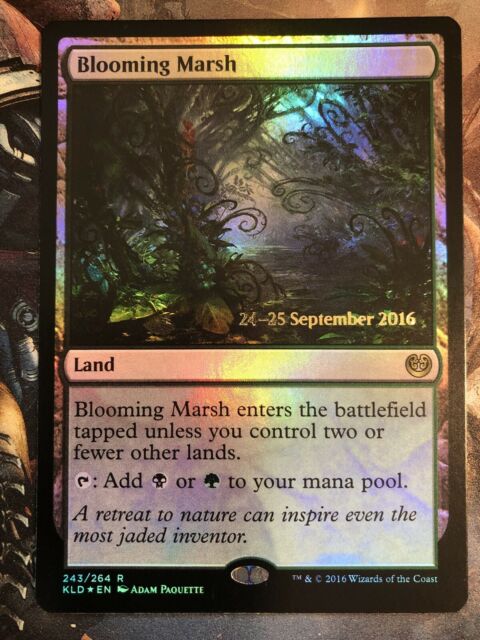 Blooming Marsh
24–25 September 2016
Land
Blooming Marsh enters the battlefield
tapped unless you control two or
fewer other lands.
: Add or to your mana pool.
A retreat to nature can inspire even the
most jaded inventor.
243/264 R
KLD★EN Adam Paquette
™ & © 2016 Wizards of the Coast